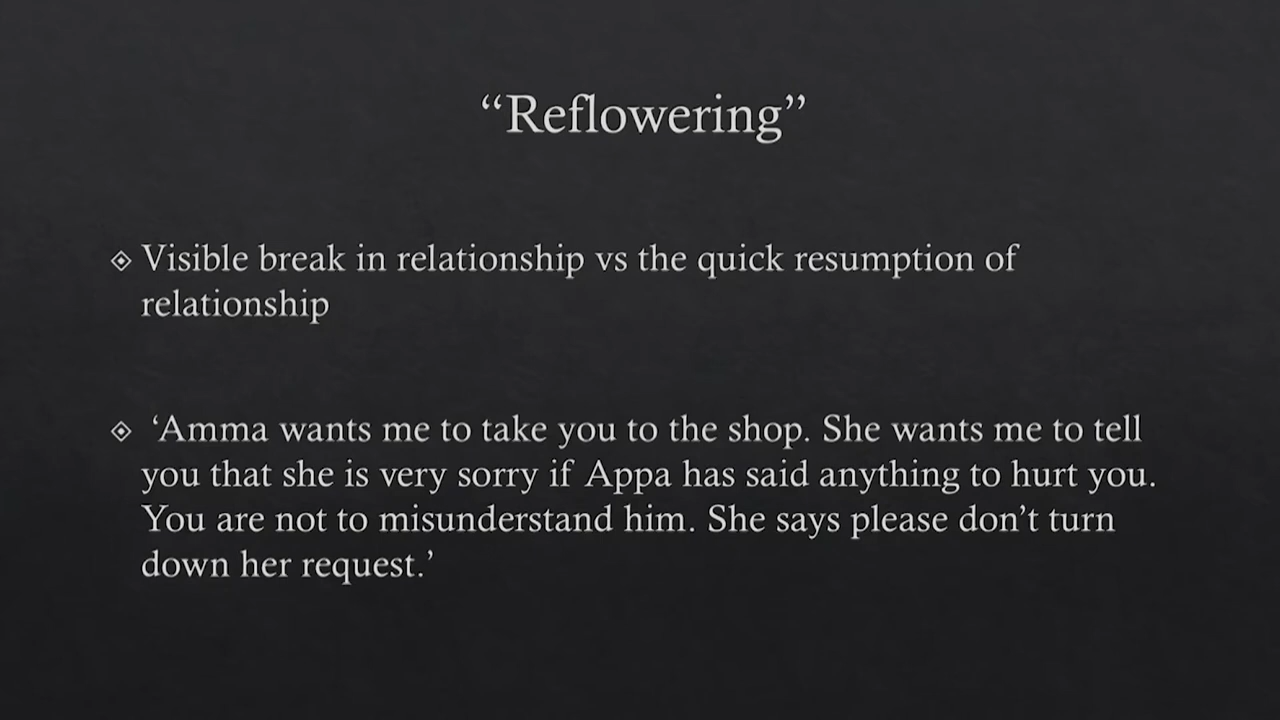 “Reflowering”
Visible break in relationship vs the quick resumption of
relationship
‘Amma wants me to take you to the shop. She wants me to tell
you that she is very sorry if Appa has said anything to hurt you.
You are not to misunderstand him. She says please don’t turn
down her request.’